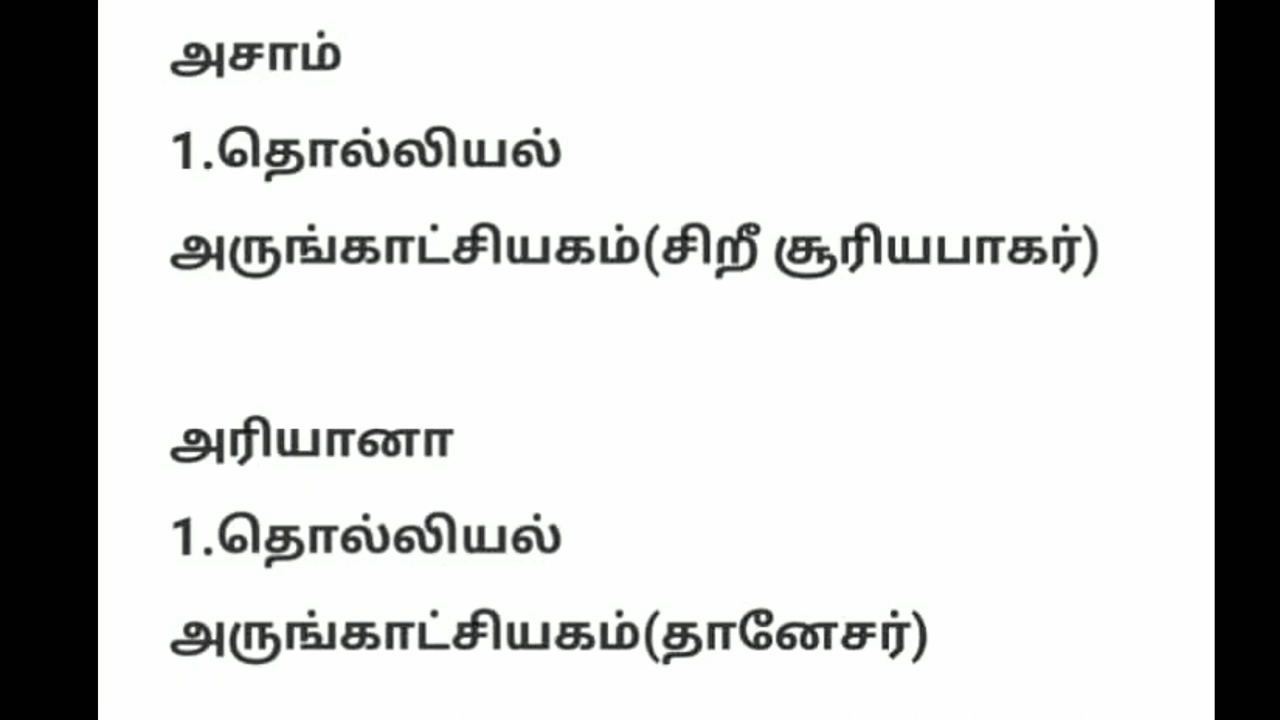 அசாம்
1.தொல்லியல்
அருங்காட்சியகம்(சிறீ சூரியபாகர்)
அரியானா
1.தொல்லியல்
அருங்காட்சியகம்(தானேசர்)